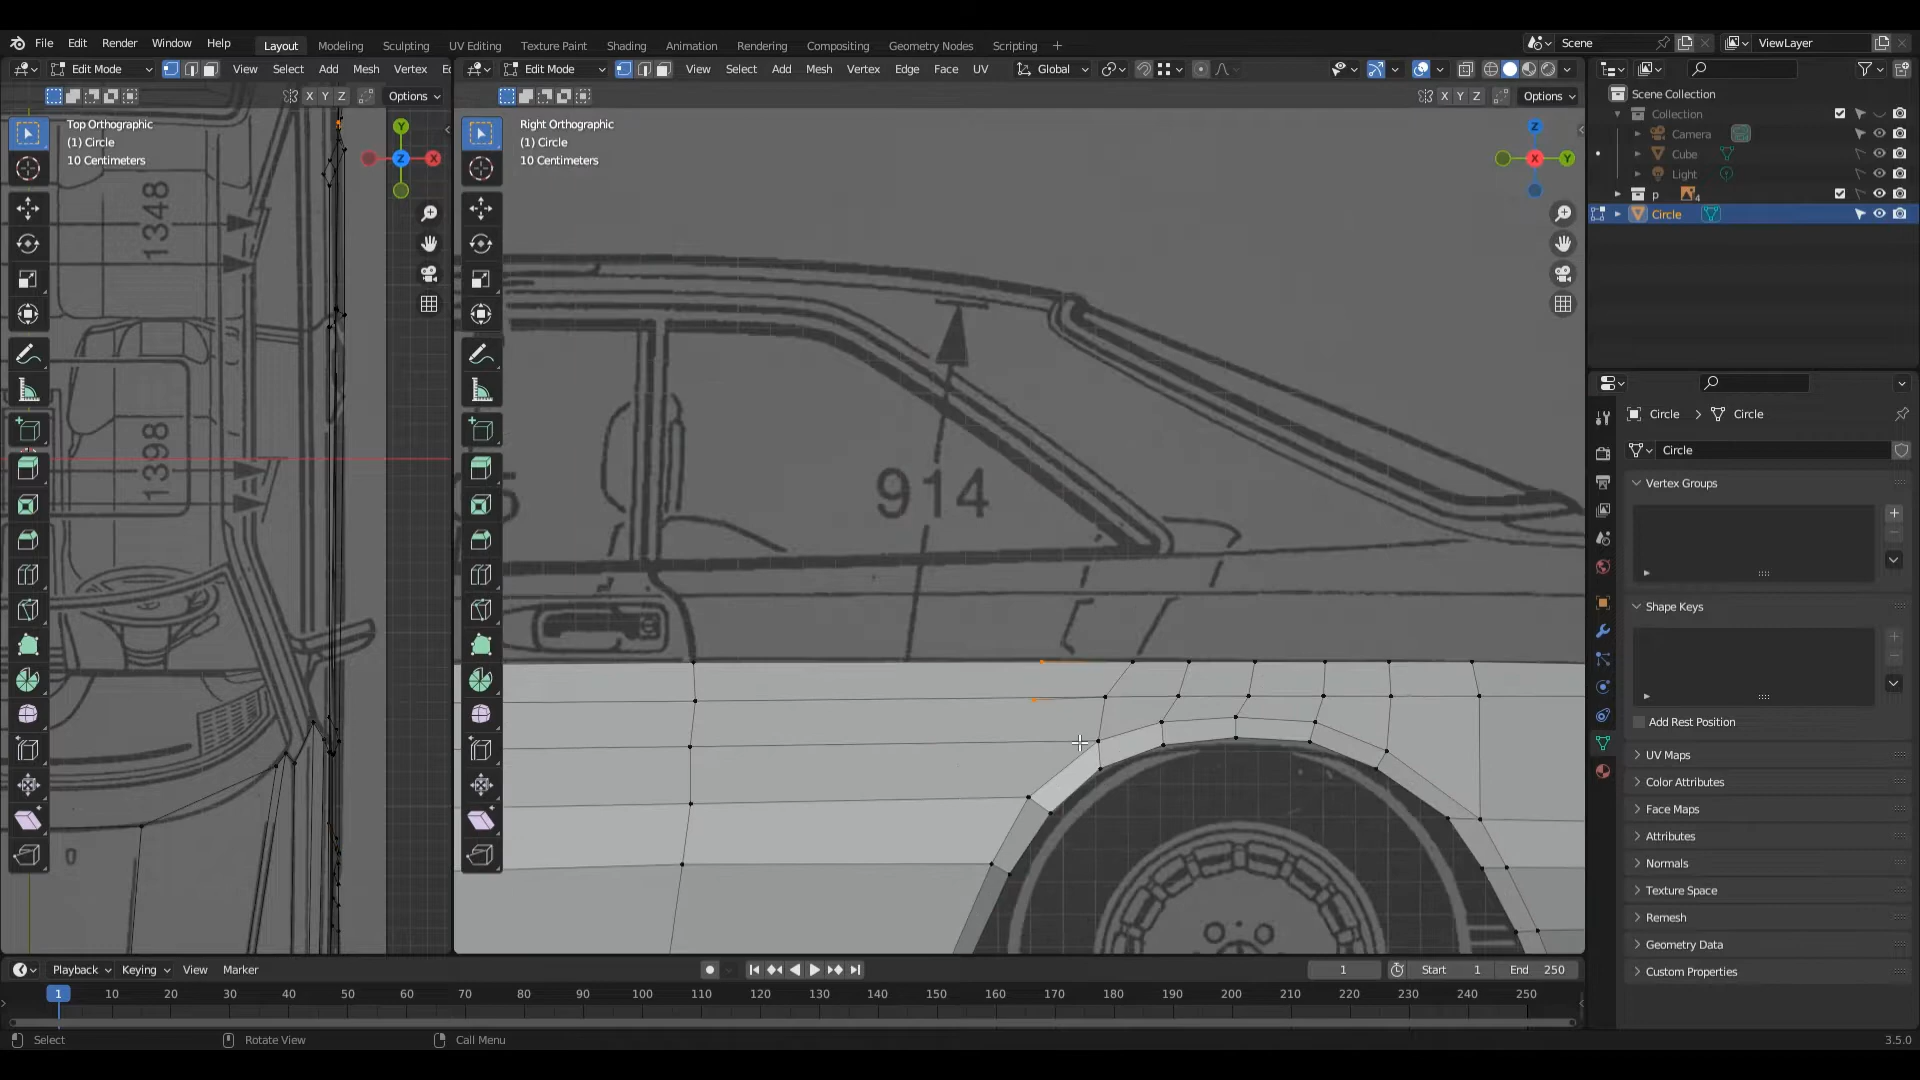 File Edit Render Window Help Layout Modeling Sculpting UV Editing Texture Paint Shading Animation Rendering Compositing Geometry Nodes Scripting + Scene ViewLayer
Edit Mode View Select Add Mesh Vertex Ec
Edit Mode View Select Add Mesh Vertex Edge Face UV Global
X Y Z Options
X Y Z Options
Top Orthographic
(1) Circle
10 Centimeters
Right Orthographic
(1) Circle
10 Centimeters
Y
Z
X
Z
X
Y
1348
1398
914
5
Scene Collection
Collection
Camera
Cube
Light
p 4
Circle
Circle > Circle
Circle
Vertex Groups
Shape Keys
Add Rest Position
UV Maps
Color Attributes
Face Maps
Attributes
Normals
Texture Space
Remesh
Geometry Data
Custom Properties
Playback Keying View Marker 1 Start 1 End 250
1 10 20 30 40 50 60 70 80 90 100 110 120 130 140 150 160 170 180 190 200 210 220 230 240 250
Select Rotate View Call Menu 3.5.0